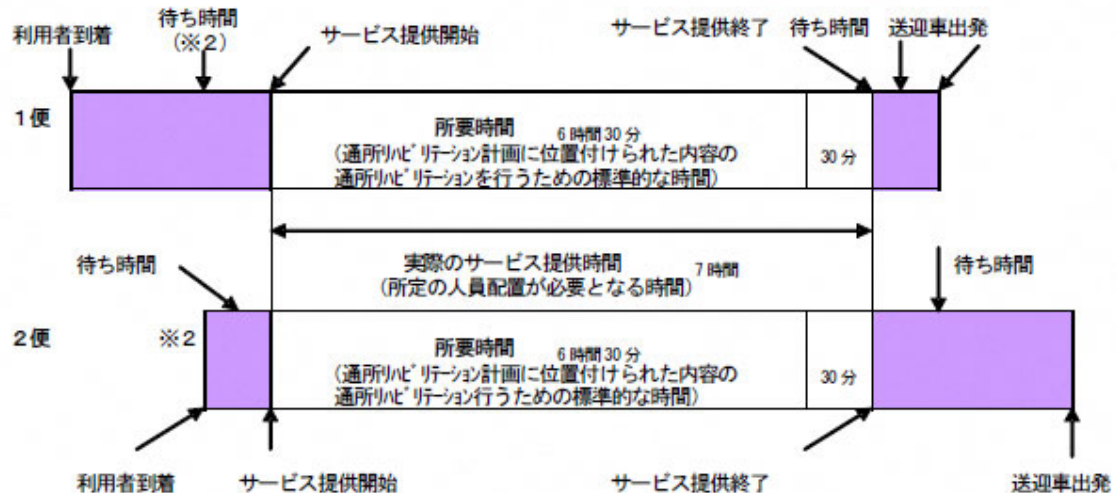 利用者到着
待ち時間
(※2)
サービス提供開始
サービス提供終了
待ち時間
送迎車出発
1便
所要時間 6時間30分
(通所リハビリテーション計画に位置付けられた内容の
通所リハビリテーションを行うための標準的な時間)
30分
待ち時間
実際のサービス提供時間 7時間
(所定の人員配置が必要となる時間)
待ち時間
2便
※2
所要時間 6時間30分
(通所リハビリテーション計画に位置付けられた内容の
通所リハビリテーション行うための標準的な時間)
30分
利用者到着
サービス提供開始
サービス提供終了
送迎車出発